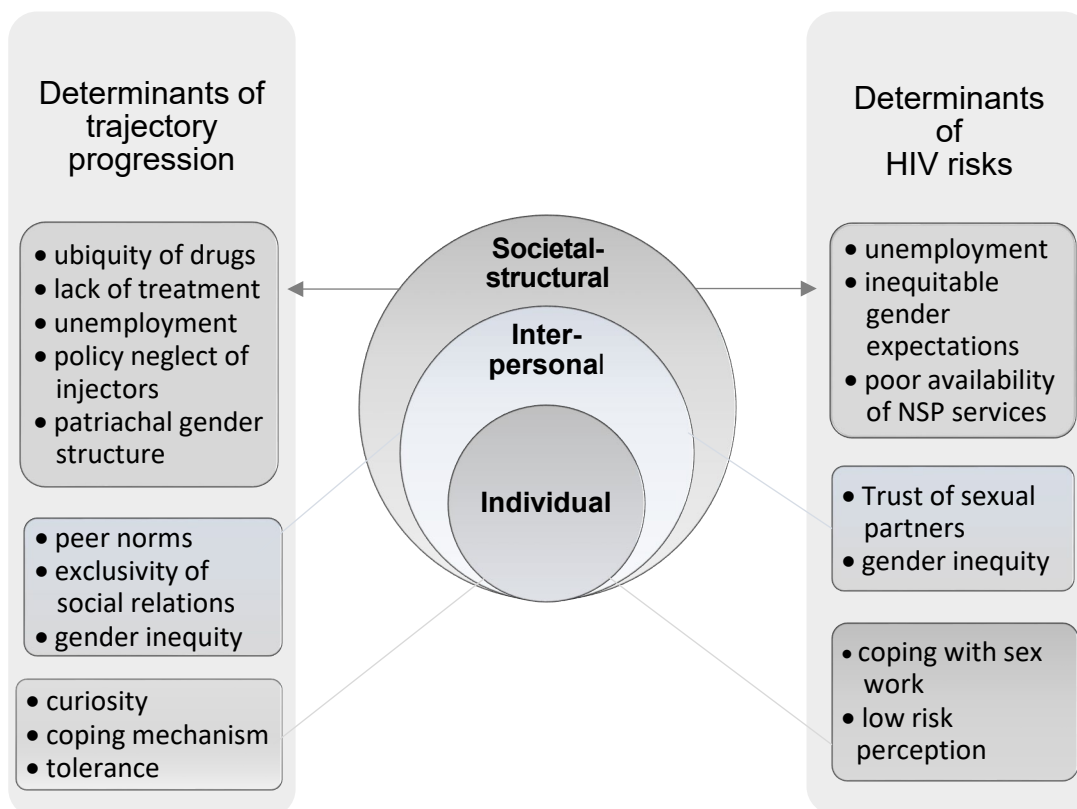 Determinants of
trajectory
progression
• ubiquity of drugs
• lack of treatment
• unemployment
• policy neglect of
injectors
• patriachal gender
structure
• peer norms
• exclusivity of
social relations
• gender inequity
• curiosity
• coping mechanism
• tolerance
Societal-
structural
Inter-
personal
Individual
Determinants
of
HIV risks
• unemployment
• inequitable
gender
expectations
• poor availability
of NSP services
• Trust of sexual
partners
• gender inequity
• coping with sex
work
• low risk
perception